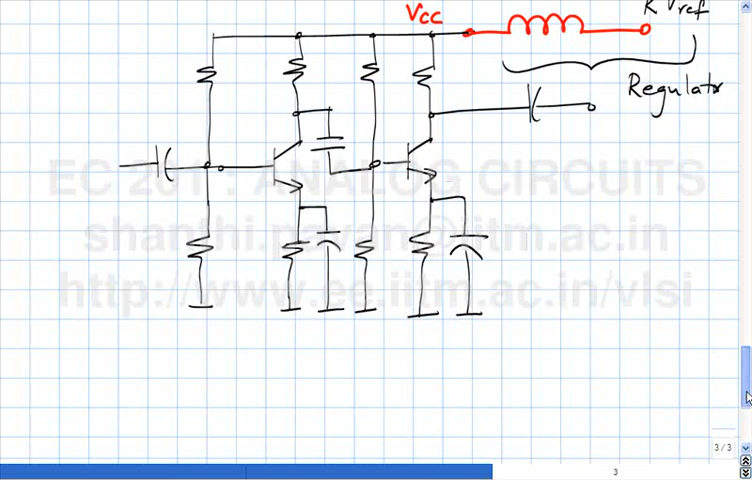 K Vref
Vcc
Regulator
EC 201 : ANALOG CIRCUITS
shanthi.pavan@iitm.ac.in
http://www.ee.iitm.ac.in/vlsi
3 / 3
3